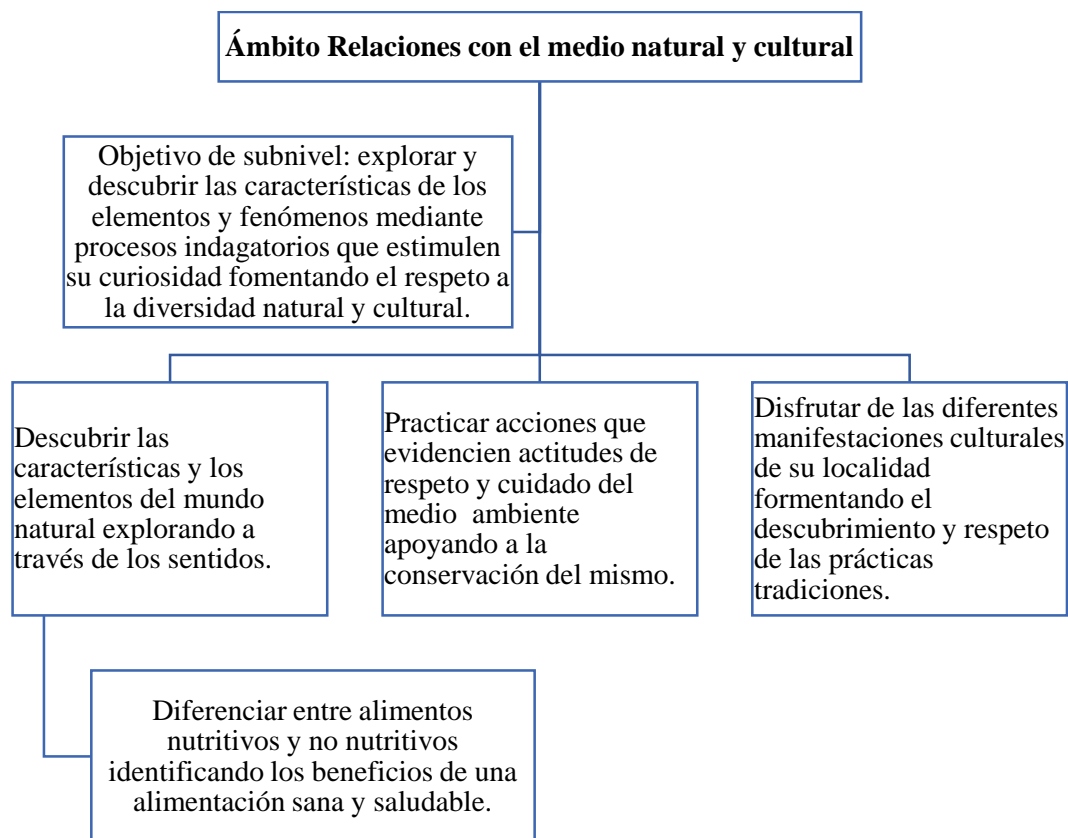 Ámbito Relaciones con el medio natural y cultural
Objetivo de subnivel: explorar y
descubrir las características de los
elementos y fenómenos mediante
procesos indagatorios que estimulen
su curiosidad fomentando el respeto a
la diversidad natural y cultural.
Descubrir las
características y los
elementos del mundo
natural explorando a
través de los sentidos.
Practicar acciones que
evidencien actitudes de
respeto y cuidado del
medio ambiente
apoyando a la
conservación del mismo.
Disfrutar de las diferentes
manifestaciones culturales
de su localidad
formentando el
descubrimiento y respeto
de las prácticas
tradiciones.
Diferenciar entre alimentos
nutritivos y no nutritivos
identificando los beneficios de una
alimentación sana y saludable.